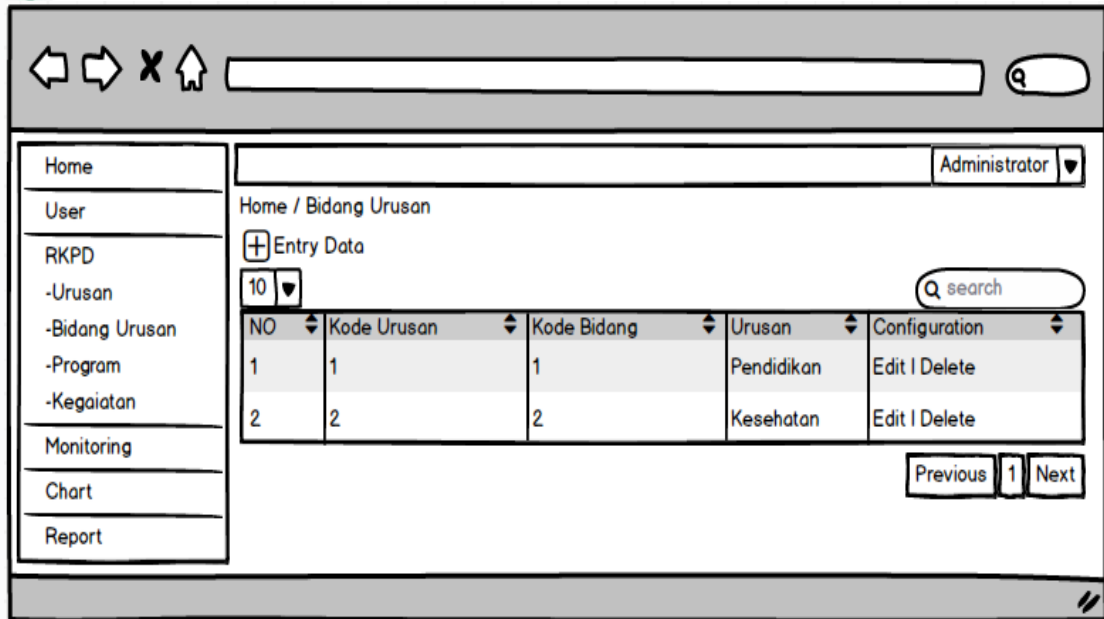 Administrator
Home
User
RKPD
-Urusan
-Bidang Urusan
-Program
-Kegaiatan
Monitoring
Chart
Report
Home / Bidang Urusan
Entry Data
10
search
NO Kode Urusan Kode Bidang Urusan Configuration
1 1 1 Pendidikan Edit | Delete
2 2 2 Kesehatan Edit | Delete
Previous 1 Next